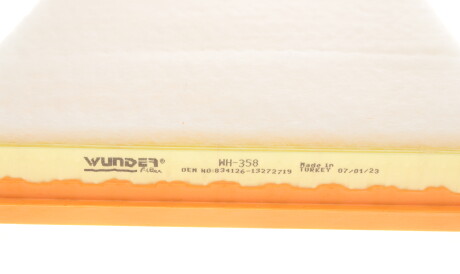 WUNDER®
Filter
WH-358
OEM NO:834126-13272719
Made in
TURKEY 07/01/23